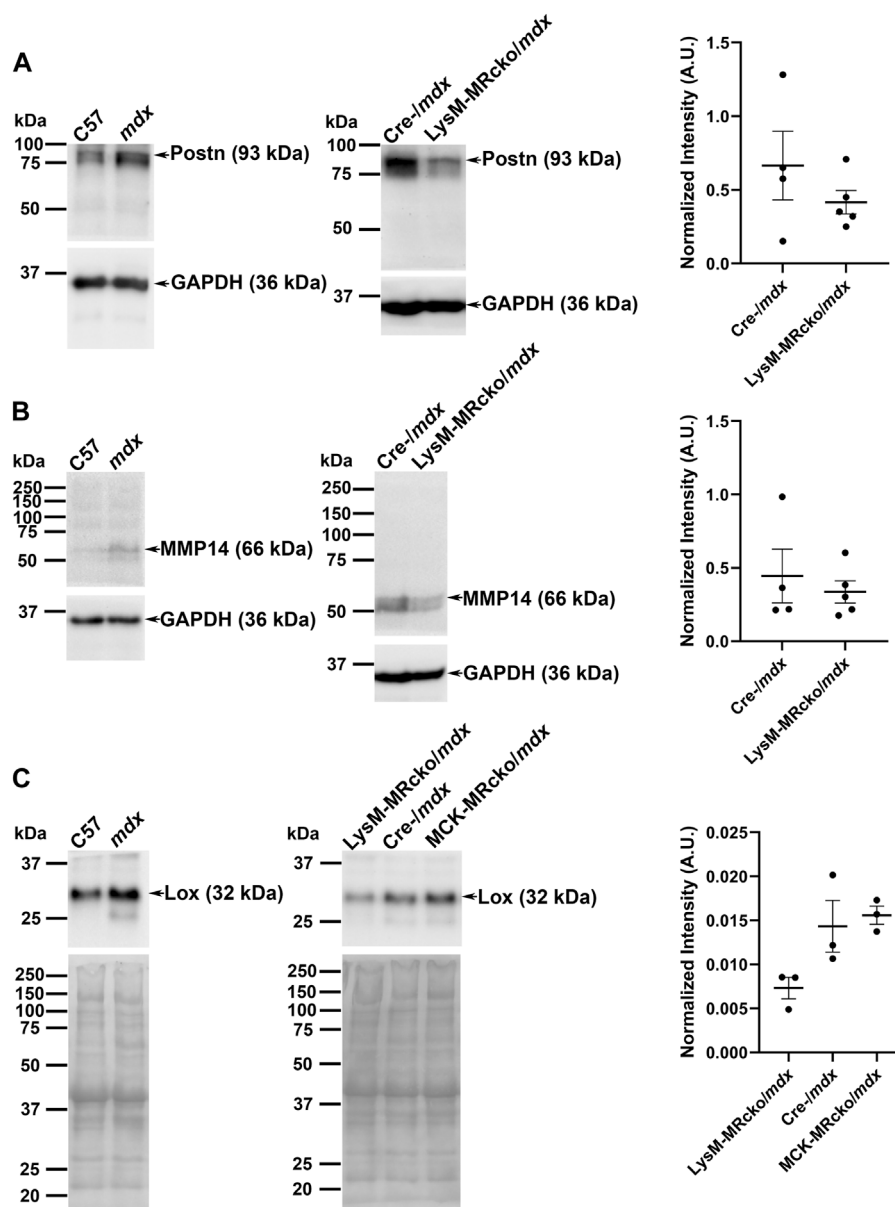 A
kDa
C57
mdx
100
75
50
37
Postn (93 kDa)
GAPDH (36 kDa)
kDa
Cre-/mdx
LysM-MRcko/mdx
100
75
50
37
Postn (93 kDa)
GAPDH (36 kDa)
Normalized Intensity (A.U.)
1.5
1.0
0.5
0.0
Cre-/mdx
LysM-MRcko/mdx
B
kDa
C57
mdx
250
150
100
75
50
37
MMP14 (66 kDa)
GAPDH (36 kDa)
kDa
Cre-/mdx
LysM-MRcko/mdx
250
150
100
75
50
37
MMP14 (66 kDa)
GAPDH (36 kDa)
Normalized Intensity (A.U.)
1.5
1.0
0.5
0.0
Cre-/mdx
LysM-MRcko/mdx
C
kDa
C57
mdx
37
25
Lox (32 kDa)
250
150
100
75
50
37
25
20
kDa
LysM-MRcko/mdx
Cre-/mdx
MCK-MRcko/mdx
37
25
Lox (32 kDa)
250
150
100
75
50
37
25
20
Normalized Intensity (A.U.)
0.025
0.020
0.015
0.010
0.005
0.000
LysM-MRcko/mdx
Cre-/mdx
MCK-MRcko/mdx